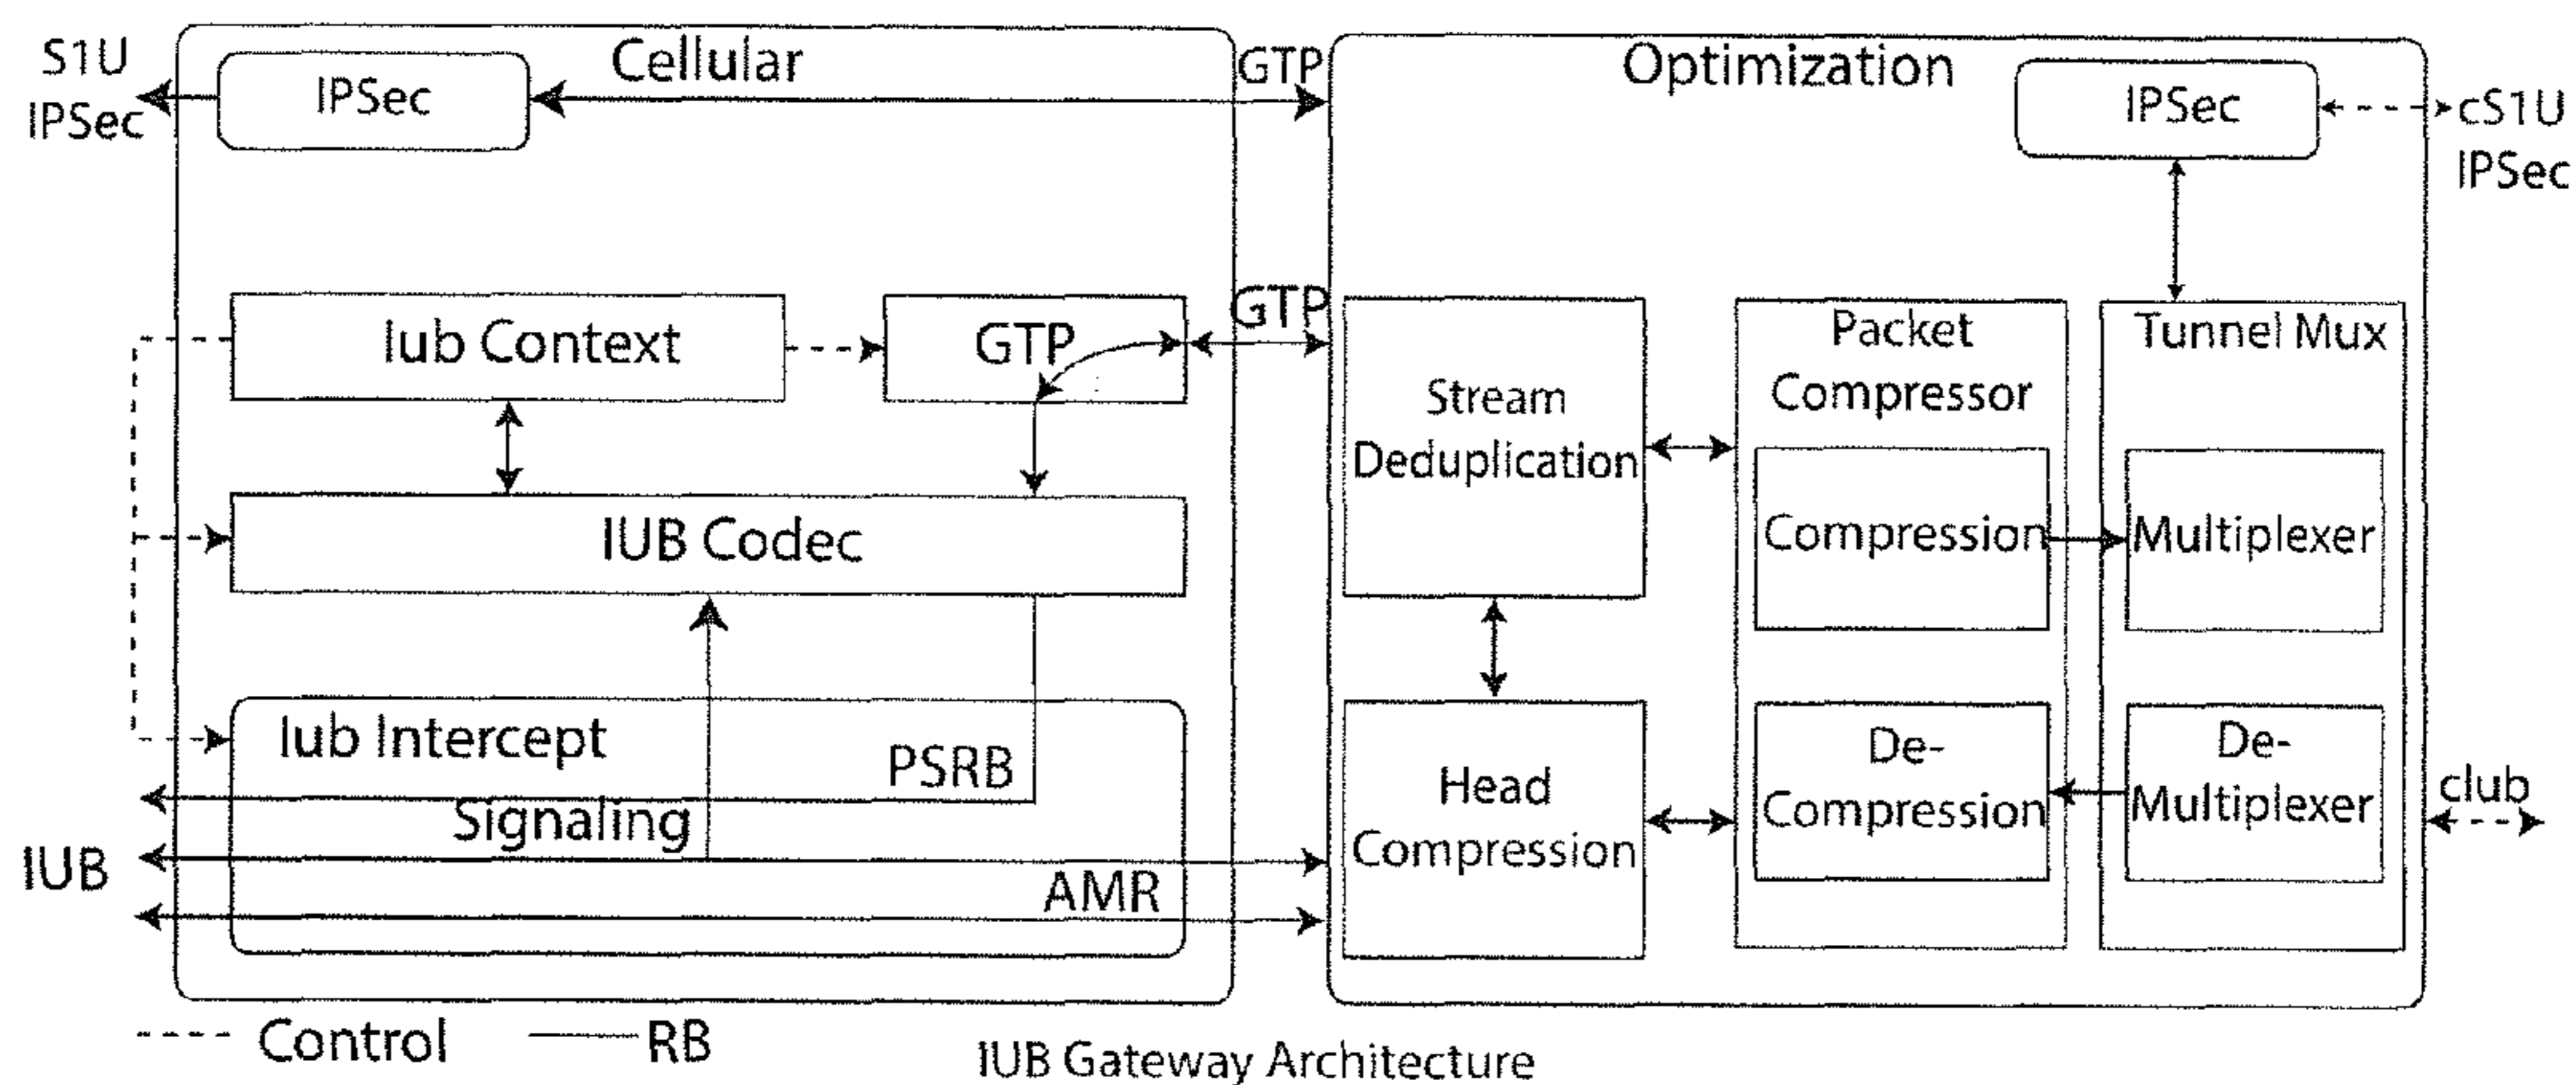 S1U
IPSec
Cellular
IPSec
GTP
Optimization
IPSec
cS1U
IPSec
Iub Context
GTP
GTP
Stream
Deduplication
Packet
Compressor
Tunnel Mux
IUB Codec
Compression
Multiplexer
Iub Intercept
PSRB
Signaling
IUB
AMR
Head
Compression
De-
Compression
De-
Multiplexer
club
Control
RB
IUB Gateway Architecture